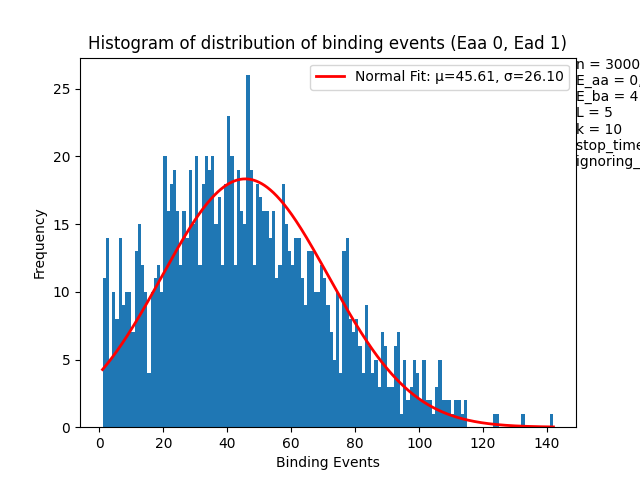 Histogram of distribution of binding events (Eaa 0, Ead 1)
Normal Fit: μ=45.61, σ=26.10
n = 3000
E_aa = 0,
E_ba = 4
L = 5
k = 10
stop_time
ignoring_
Frequency
0
5
10
15
20
25
0 20 40 60 80 100 120 140
Binding Events